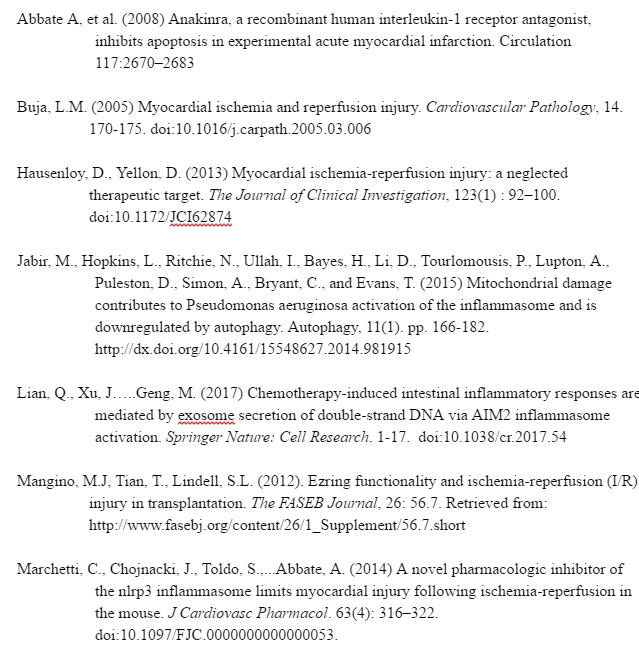 Abbate A, et al. (2008) Anakinra, a recombinant human interleukin-1 receptor antagonist,
inhibits apoptosis in experimental acute myocardial infarction. Circulation
117:2670–2683
Buja, L.M. (2005) Myocardial ischemia and reperfusion injury. Cardiovascular Pathology, 14.
170-175. doi:10.1016/j.carpath.2005.03.006
Hausenloy, D., Yellon, D. (2013) Myocardial ischemia-reperfusion injury: a neglected
therapeutic target. The Journal of Clinical Investigation, 123(1) : 92–100.
doi:10.1172/JCI62874
Jabir, M., Hopkins, L., Ritchie, N., Ullah, I., Bayes, H., Li, D., Tourlomousis, P., Lupton, A.,
Puleston, D., Simon, A., Bryant, C., and Evans, T. (2015) Mitochondrial damage
contributes to Pseudomonas aeruginosa activation of the inflammasome and is
downregulated by autophagy. Autophagy, 11(1). pp. 166-182.
http://dx.doi.org/10.4161/15548627.2014.981915
Lian, Q., Xu, J.….Geng, M. (2017) Chemotherapy-induced intestinal inflammatory responses are
mediated by exosome secretion of double-strand DNA via AIM2 inflammasome
activation. Springer Nature: Cell Research. 1-17. doi:10.1038/cr.2017.54
Mangino, M.J, Tian, T., Lindell, S.L. (2012). Ezring functionality and ischemia-reperfusion (I/R)
injury in transplantation. The FASEB Journal, 26: 56.7. Retrieved from:
http://www.fasebj.org/content/26/1_Supplement/56.7.short
Marchetti, C., Chojnacki, J., Toldo, S.,...Abbate, A. (2014) A novel pharmacologic inhibitor of
the nlrp3 inflammasome limits myocardial injury following ischemia-reperfusion in
the mouse. J Cardiovasc Pharmacol. 63(4): 316–322.
doi:10.1097/FJC.0000000000000053.